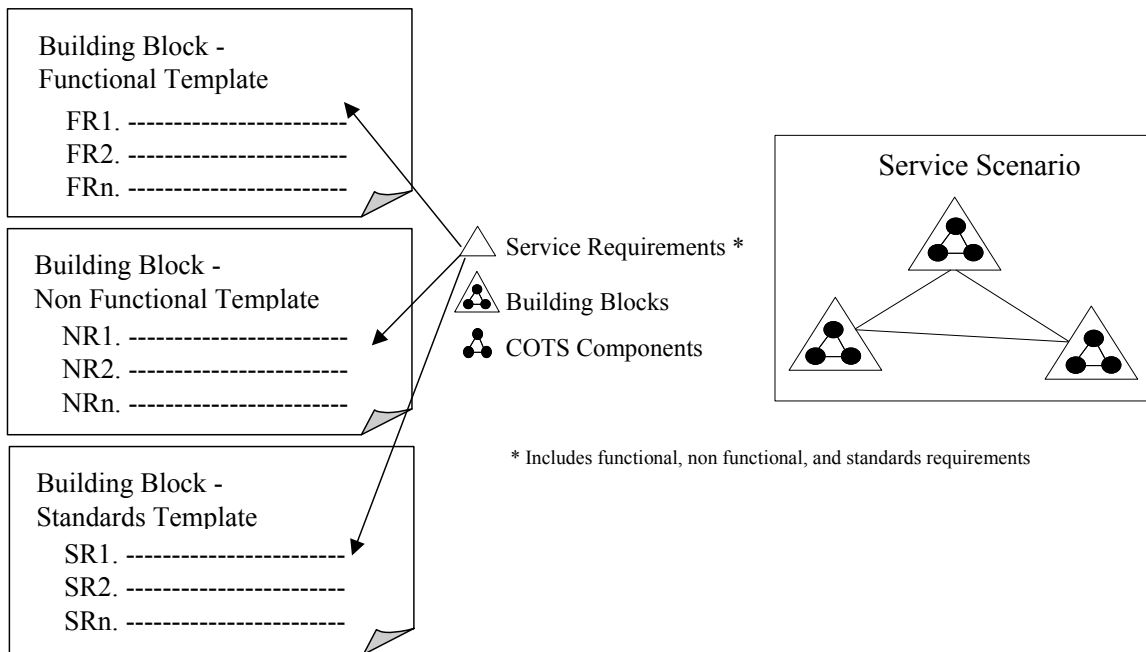 Building Block -
Functional Template
FR1. ------------------------
FR2. ------------------------
FRn. ------------------------
Building Block -
Non Functional Template
NR1. ------------------------
NR2. ------------------------
NRn. ------------------------
Building Block -
Standards Template
SR1. ------------------------
SR2. ------------------------
SRn. ------------------------
Service Requirements *
Building Blocks
COTS Components
* Includes functional, non functional, and standards requirements
Service Scenario